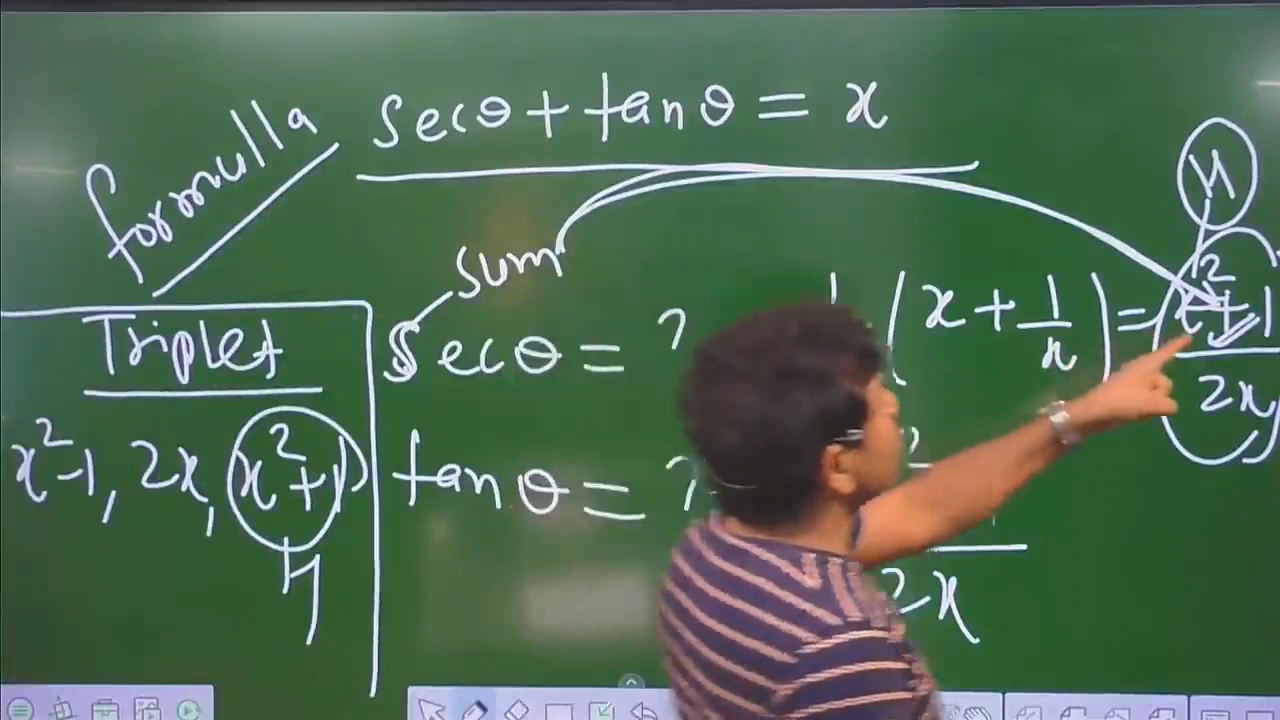 formulla
secθ + tanθ = x
H
sum
Triplet
Secθ = ? (x + 1/x) = x²+1/2x
x²-1, 2x, x²+1
tanθ = ?
H
2x